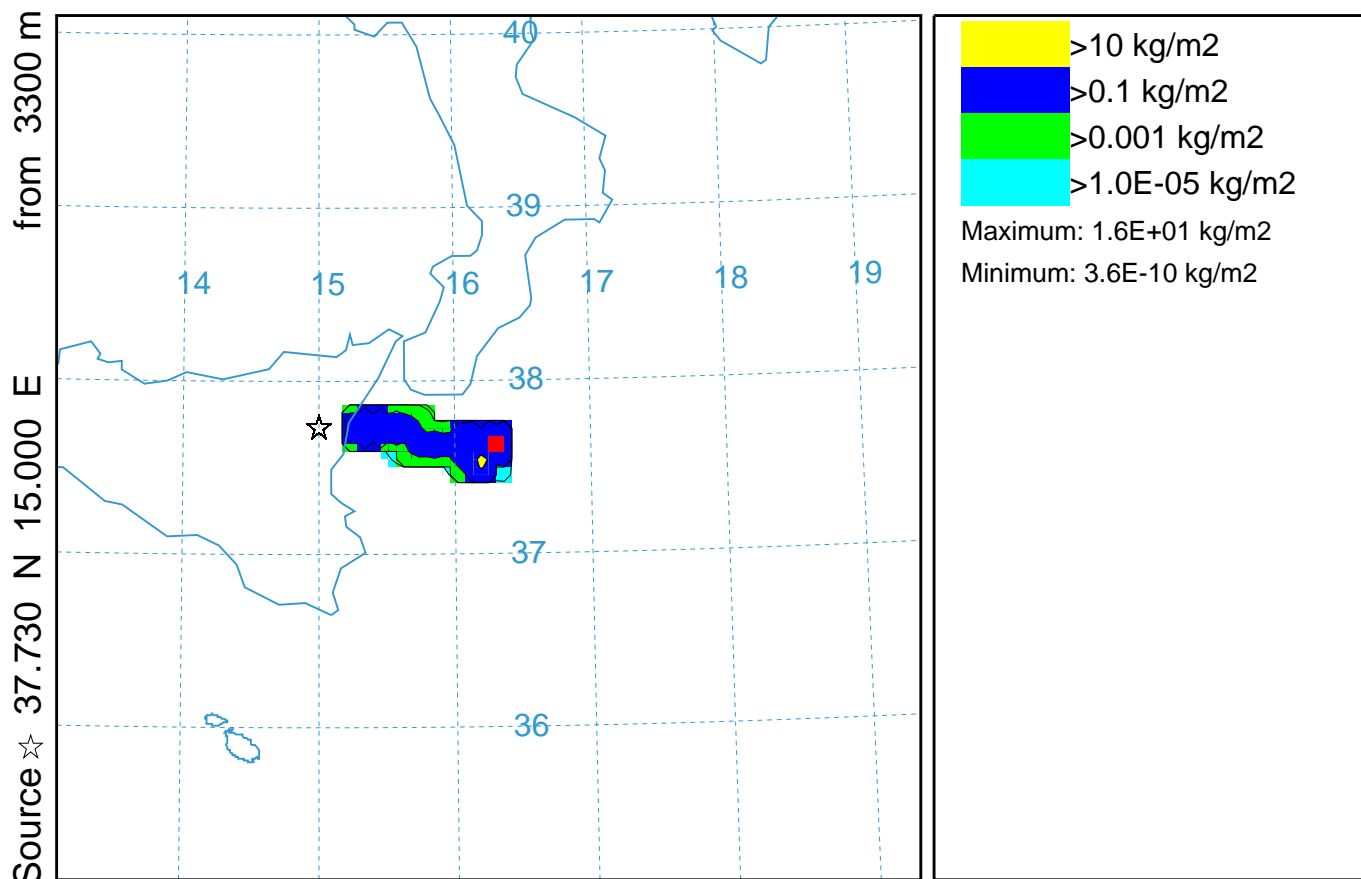 Source ☆ 37.730 N 15.000 E from 3300 m
40
39
14 15 16 17 18 19
38
37
36
>10 kg/m2
>0.1 kg/m2
>0.001 kg/m2
>1.0E-05 kg/m2
Maximum: 1.6E+01 kg/m2
Minimum: 3.6E-10 kg/m2